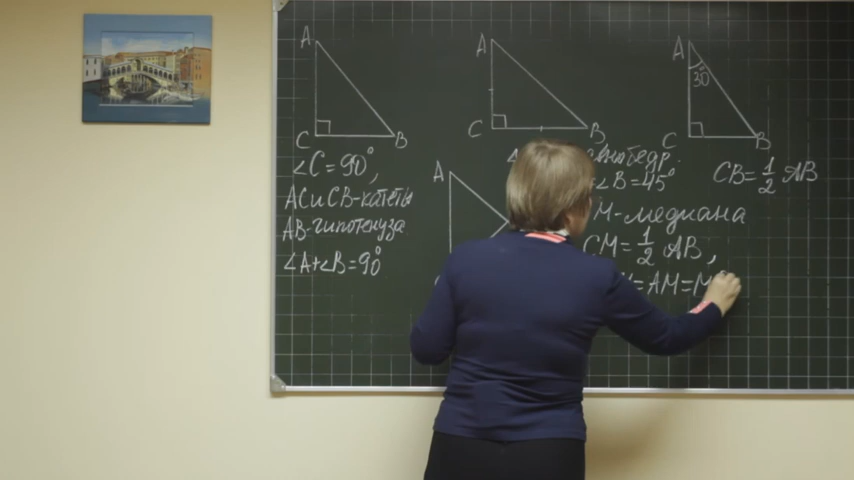 A
C
B
∠C=90°,
AC и CB-катеты
AB-гипотенуза
∠A+∠B=90°
A
C
B
∠B=45°
A
M-медиана
CM=1/2 AB,
=AM=M
A
30
C
B
CB=1/2 AB